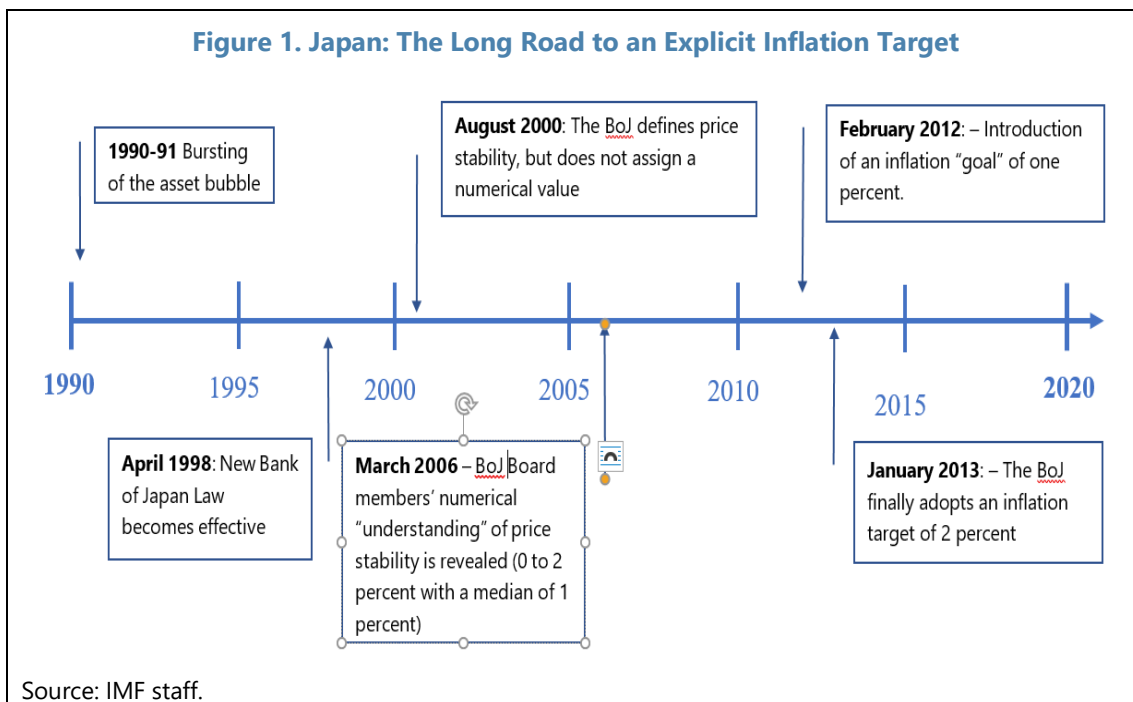 Figure 1. Japan: The Long Road to an Explicit Inflation Target
1990-91 Bursting
of the asset bubble
August 2000: The BoJ defines price
stability, but does not assign a
numerical value
February 2012: – Introduction
of an inflation “goal” of one
percent.
1990
1995
2000
2005
2010
2015
2020
April 1998: New Bank
of Japan Law
becomes effective
March 2006 – BoJ Board
members’ numerical
“understanding” of price
stability is revealed (0 to 2
percent with a median of 1
percent)
January 2013: – The BoJ
finally adopts an inflation
target of 2 percent
Source: IMF staff.